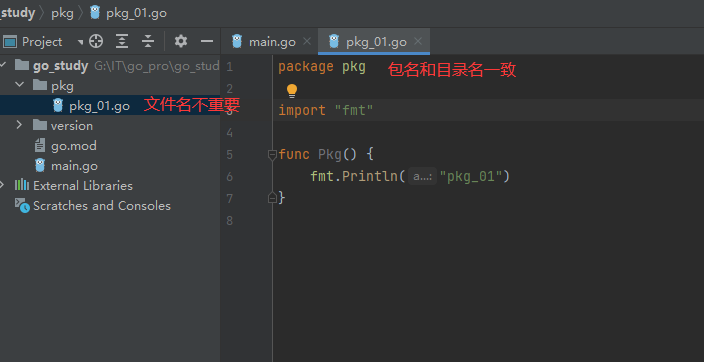 _study 〉 pkg 〉 pkg_01.go
Project
main.go
pkg_01.go
go_study G:\IT\go_pro\go_stud
pkg
pkg_01.go 文件名不重要
version
go.mod
main.go
External Libraries
Scratches and Consoles
1 package pkg 包名和目录名一致
2
3 import "fmt"
4
5 func Pkg() {
6 fmt.Println( a…: "pkg_01")
7 }
8